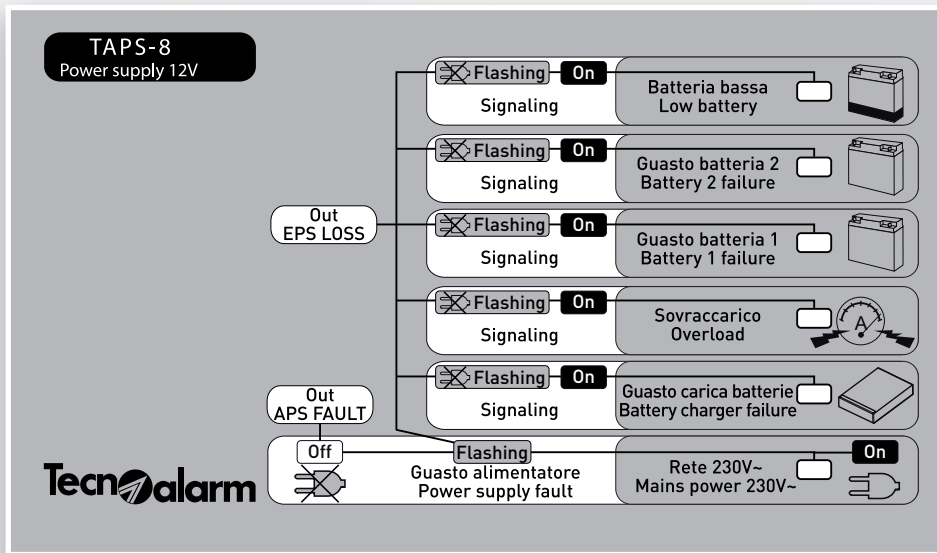 TAPS-8
Power supply 12V
Flashing On
Signaling
Batteria bassa
Low battery
Flashing On
Signaling
Guasto batteria 2
Battery 2 failure
Out
EPS LOSS
Flashing On
Signaling
Guasto batteria 1
Battery 1 failure
Flashing On
Signaling
Sovraccarico
Overload
A
Out
APS FAULT
Flashing On
Signaling
Guasto carica batterie
Battery charger failure
Off
Flashing
Guasto alimentatore
Power supply fault
Rete 230V~
Mains power 230V~
On
Tecnoalarm